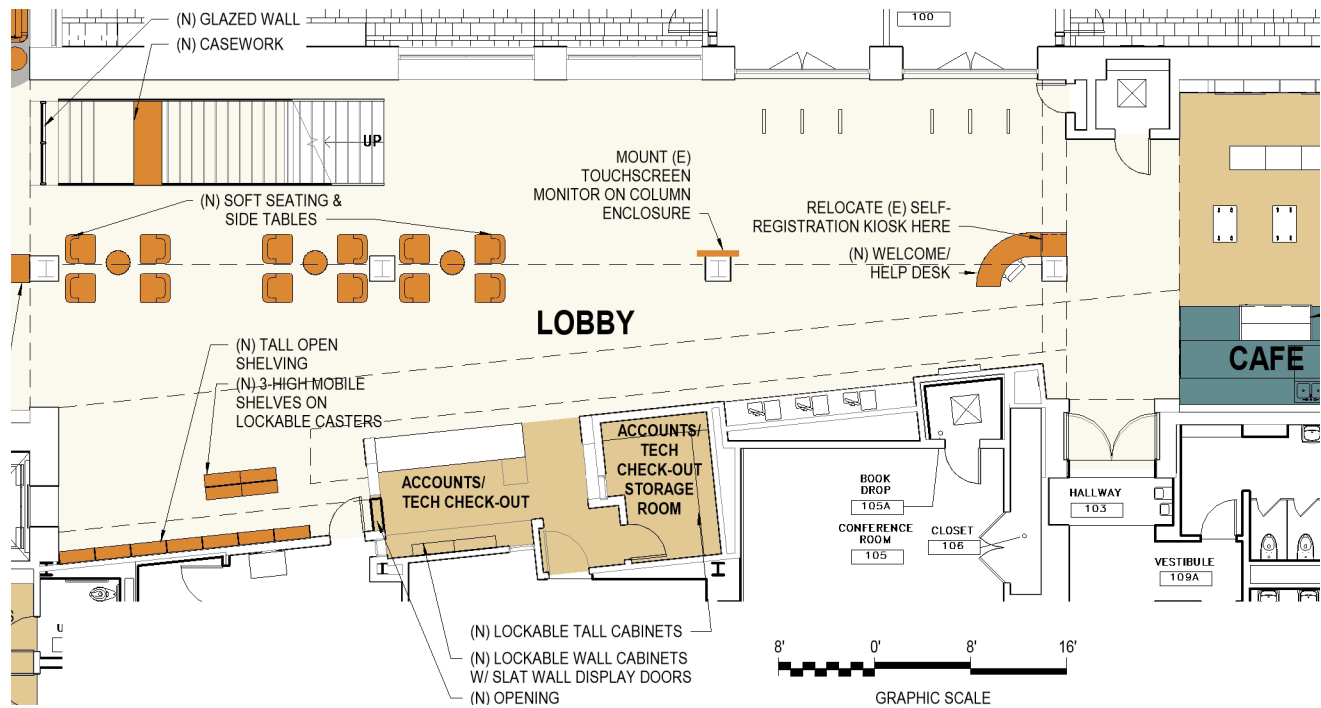 (N) GLAZED WALL
(N) CASEWORK
100
UP
MOUNT (E)
TOUCHSCREEN
MONITOR ON COLUMN
ENCLOSURE
(N) SOFT SEATING &
SIDE TABLES
RELOCATE (E) SELF-
REGISTRATION KIOSK HERE
(N) WELCOME/
HELP DESK
LOBBY
CAFE
(N) TALL OPEN
SHELVING
(N) 3-HIGH MOBILE
SHELVES ON
LOCKABLE CASTERS
ACCOUNTS/
TECH CHECK-OUT
ACCOUNTS/
TECH
CHECK-OUT
STORAGE
ROOM
BOOK
DROP
105A
CONFERENCE
ROOM
105
CLOSET
106
HALLWAY
103
VESTIBULE
109A
(N) LOCKABLE TALL CABINETS
(N) LOCKABLE WALL CABINETS
W/ SLAT WALL DISPLAY DOORS
(N) OPENING
8' 0' 8' 16'
GRAPHIC SCALE